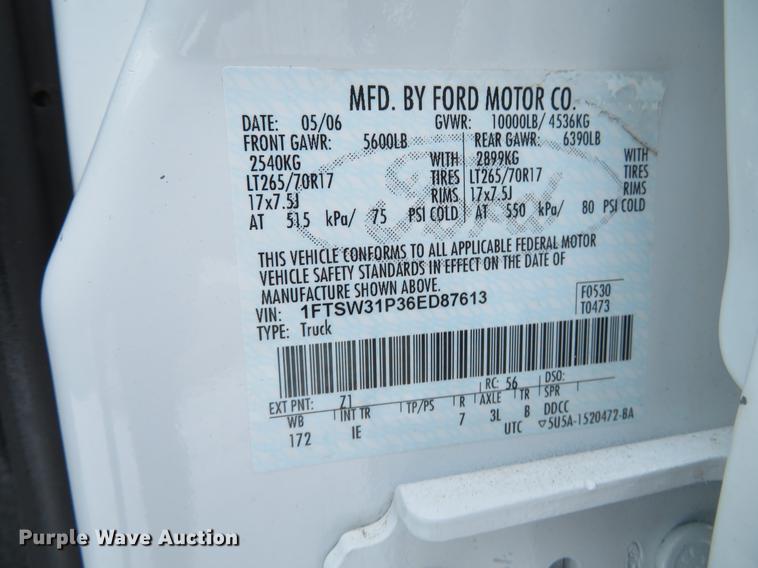 MFD. BY FORD MOTOR CO.
DATE: 05/06 GVWR: 10000LB/ 4536KG
FRONT GAWR: 5600LB REAR GAWR: 6390LB
2540KG WITH 2899KG WITH
LT265/70R17 TIRES LT265/70R17 TIRES
17x7.5J RIMS 17x7.5J RIMS
AT 515 kPa/ 75 PSI COLD AT 550 kPa/ 80 PSI COLD
Ford
THIS VEHICLE CONFORMS TO ALL APPLICABLE FEDERAL MOTOR
VEHICLE SAFETY STANDARDS IN EFFECT ON THE DATE OF
MANUFACTURE SHOWN ABOVE.
VIN: 1FTSW31P36ED87613 F0530
TYPE: Truck T0473
EXT PNT: Z1 RC: 56 DSO:
WB INT TR TP/PS R AXLE TR SPR
172 IE 7 3L B DDCC
UTC ▽5U5A-1520472-BA
Purple Wave Auction